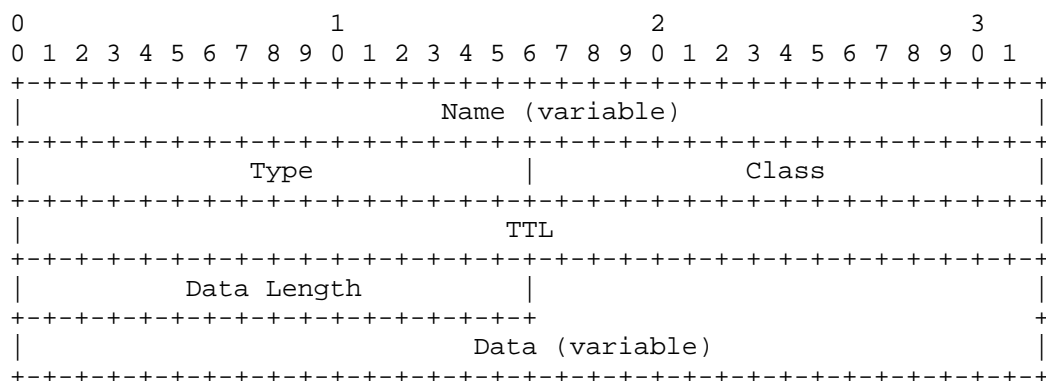 0                   1                   2                   3
0 1 2 3 4 5 6 7 8 9 0 1 2 3 4 5 6 7 8 9 0 1 2 3 4 5 6 7 8 9 0 1
+-+-+-+-+-+-+-+-+-+-+-+-+-+-+-+-+-+-+-+-+-+-+-+-+-+-+-+-+-+-+-+-+
|                          Name (variable)                      |
+-+-+-+-+-+-+-+-+-+-+-+-+-+-+-+-+-+-+-+-+-+-+-+-+-+-+-+-+-+-+-+-+
|              Type             |             Class             |
+-+-+-+-+-+-+-+-+-+-+-+-+-+-+-+-+-+-+-+-+-+-+-+-+-+-+-+-+-+-+-+-+
|                              TTL                              |
+-+-+-+-+-+-+-+-+-+-+-+-+-+-+-+-+-+-+-+-+-+-+-+-+-+-+-+-+-+-+-+-+
|          Data Length          |                               |
+-+-+-+-+-+-+-+-+-+-+-+-+-+-+-+-+                               +
|                            Data (variable)                    |
+-+-+-+-+-+-+-+-+-+-+-+-+-+-+-+-+-+-+-+-+-+-+-+-+-+-+-+-+-+-+-+-+